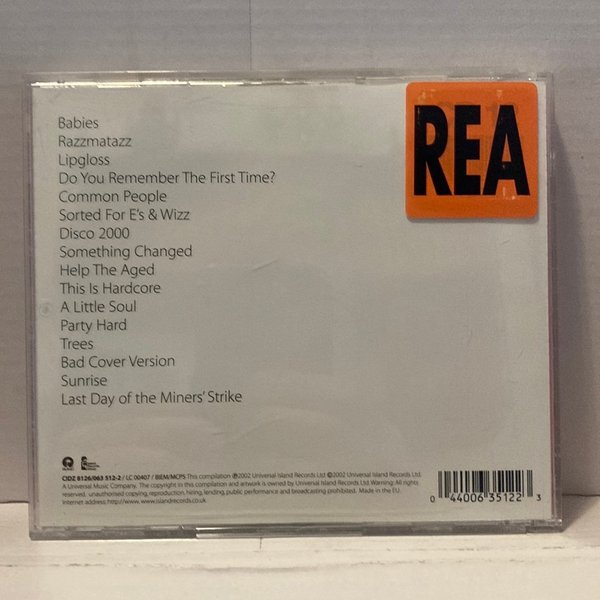 REA
Babies
Razzmatazz
Lipgloss
Do You Remember The First Time?
Common People
Sorted For E's & Wizz
Disco 2000
Something Changed
Help The Aged
This Is Hardcore
A Little Soul
Party Hard
Trees
Bad Cover Version
Sunrise
Last Day of the Miners' Strike
CIDZ 8126/063 512-2 / LC 00407 / BIEM/MCPS This compilation ℗2002 Universal Island Records Ltd ©2002 Universal Island Records Ltd.
A Universal Music Company. The copyright in this compilation and artwork is owned by Universal Island Records Ltd. Warning: All rights
reserved. unauthorised copying, reproduction, hiring, lending, public performance and broadcasting prohibited. Made in the EU.
Internet address: http://www.islandrecords.co.uk
0 44006 35122 3